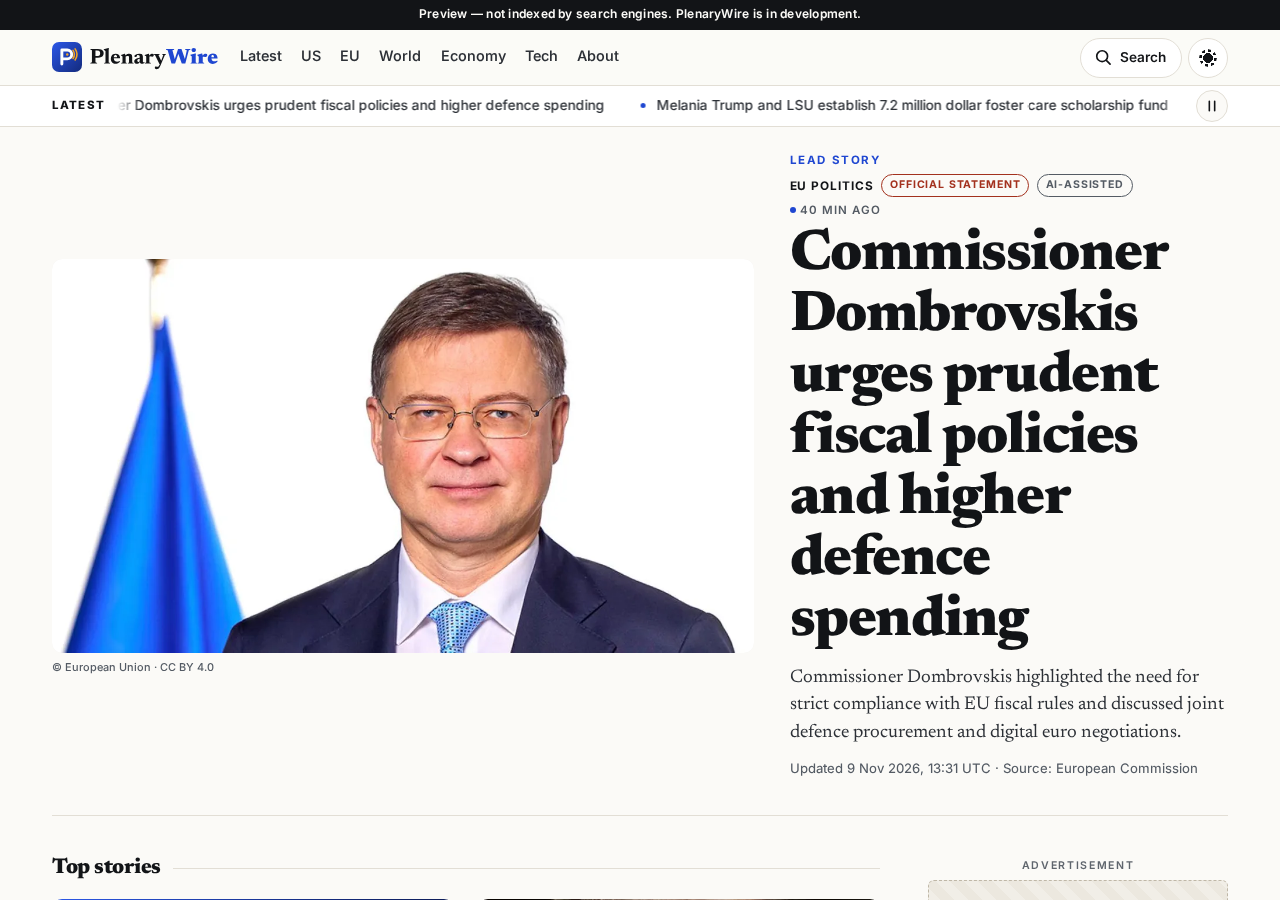 Preview — not indexed by search engines. PlenaryWire is in development.
PlenaryWire
Latest US EU World Economy Tech About
Search
LATEST
er Dombrovskis urges prudent fiscal policies and higher defence spending
Melania Trump and LSU establish 7.2 million dollar foster care scholarship fund
LEAD STORY
EU POLITICS OFFICIAL STATEMENT AI-ASSISTED
40 MIN AGO
Commissioner
Dombrovskis
urges prudent
fiscal policies
and higher
defence
spending
© European Union · CC BY 4.0
Commissioner Dombrovskis highlighted the need for
strict compliance with EU fiscal rules and discussed joint
defence procurement and digital euro negotiations.
Updated 9 Nov 2026, 13:31 UTC · Source: European Commission
Top stories
ADVERTISEMENT